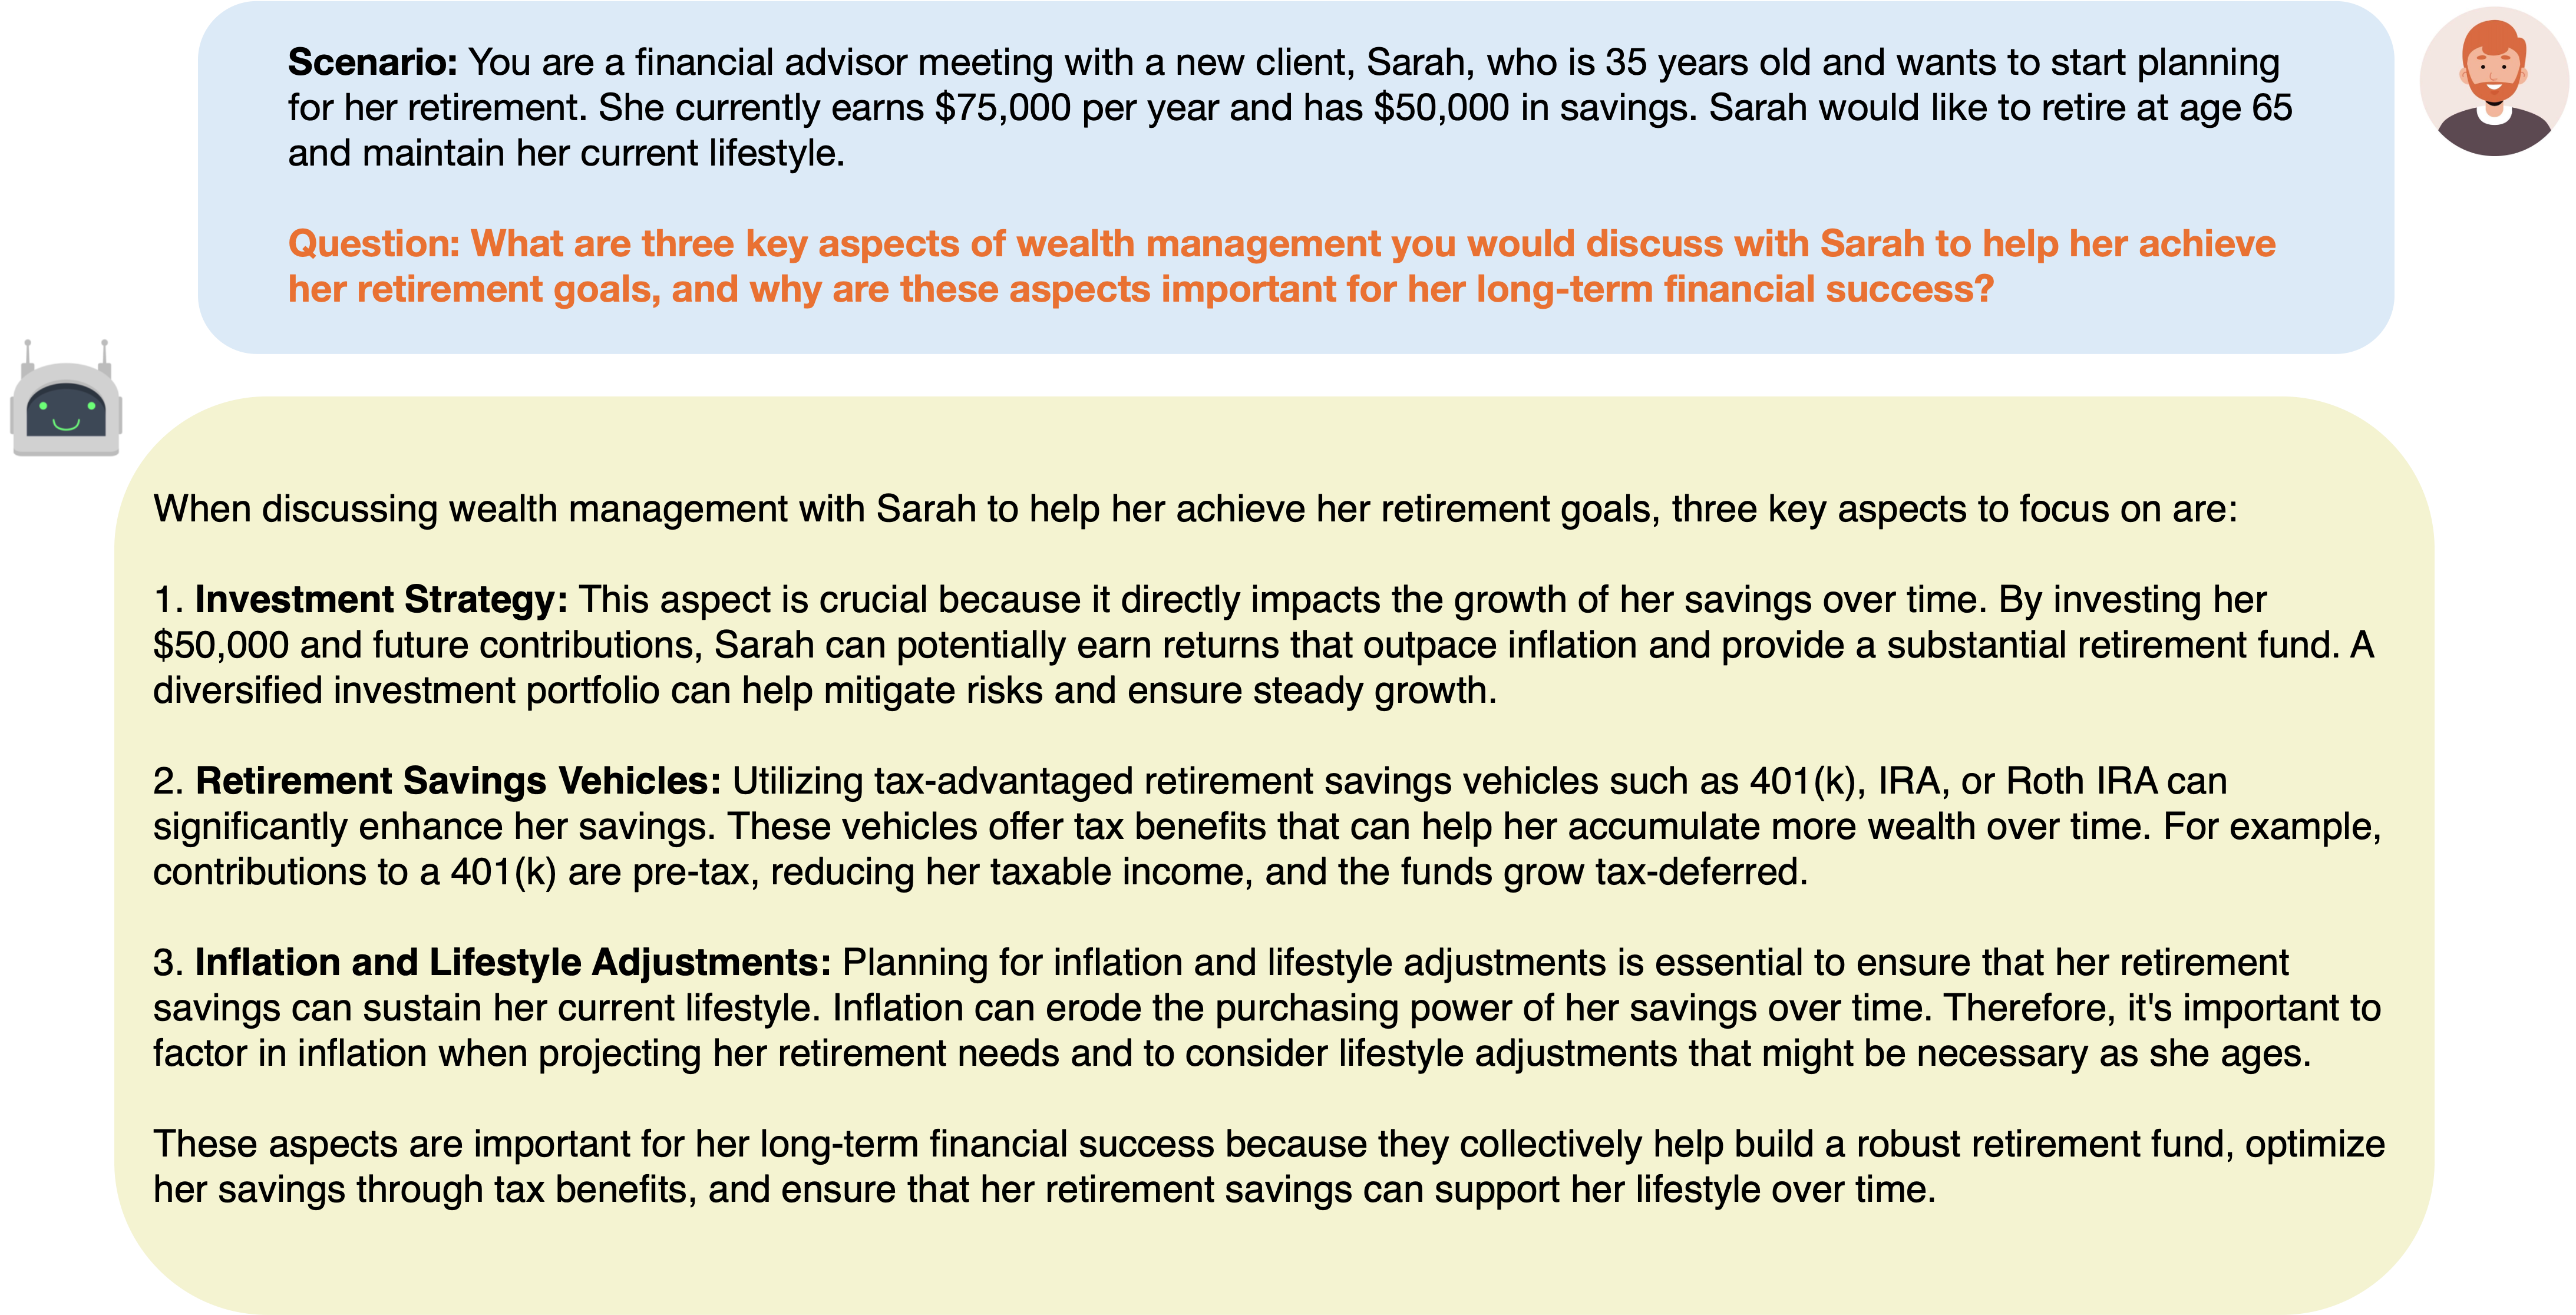 Scenario: You are a financial advisor meeting with a new client, Sarah, who is 35 years old and wants to start planning
for her retirement. She currently earns $75,000 per year and has $50,000 in savings. Sarah would like to retire at age 65
and maintain her current lifestyle.
Question: What are three key aspects of wealth management you would discuss with Sarah to help her achieve
her retirement goals, and why are these aspects important for her long-term financial success?
When discussing wealth management with Sarah to help her achieve her retirement goals, three key aspects to focus on are:
1. Investment Strategy: This aspect is crucial because it directly impacts the growth of her savings over time. By investing her
$50,000 and future contributions, Sarah can potentially earn returns that outpace inflation and provide a substantial retirement fund. A
diversified investment portfolio can help mitigate risks and ensure steady growth.
2. Retirement Savings Vehicles: Utilizing tax-advantaged retirement savings vehicles such as 401(k), IRA, or Roth IRA can
significantly enhance her savings. These vehicles offer tax benefits that can help her accumulate more wealth over time. For example,
contributions to a 401(k) are pre-tax, reducing her taxable income, and the funds grow tax-deferred.
3. Inflation and Lifestyle Adjustments: Planning for inflation and lifestyle adjustments is essential to ensure that her retirement
savings can sustain her current lifestyle. Inflation can erode the purchasing power of her savings over time. Therefore, it's important to
factor in inflation when projecting her retirement needs and to consider lifestyle adjustments that might be necessary as she ages.
These aspects are important for her long-term financial success because they collectively help build a robust retirement fund, optimize
her savings through tax benefits, and ensure that her retirement savings can support her lifestyle over time.